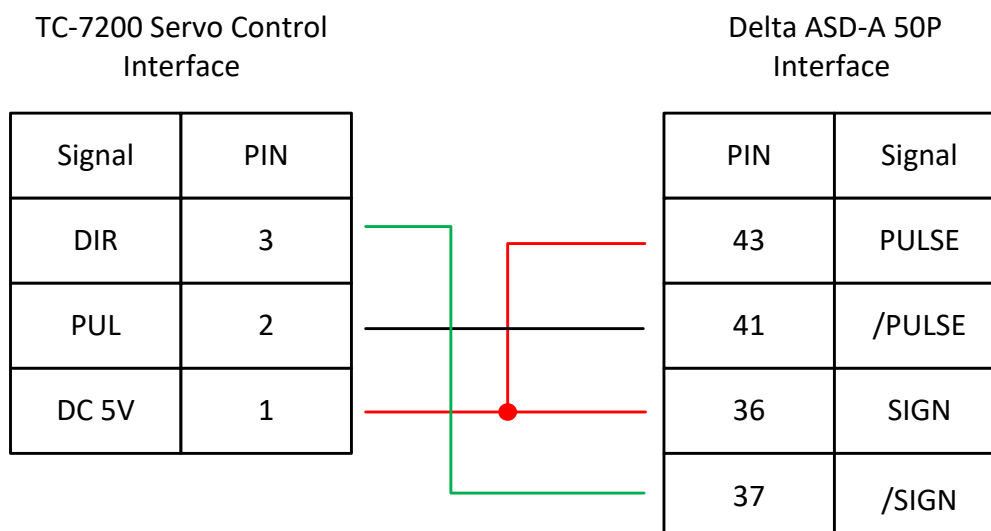 TC-7200 Servo Control
Interface
Delta ASD-A 50P
Interface
Signal PIN
DIR 3
PUL 2
DC 5V 1
PIN Signal
43 PULSE
41 /PULSE
36 SIGN
37 /SIGN